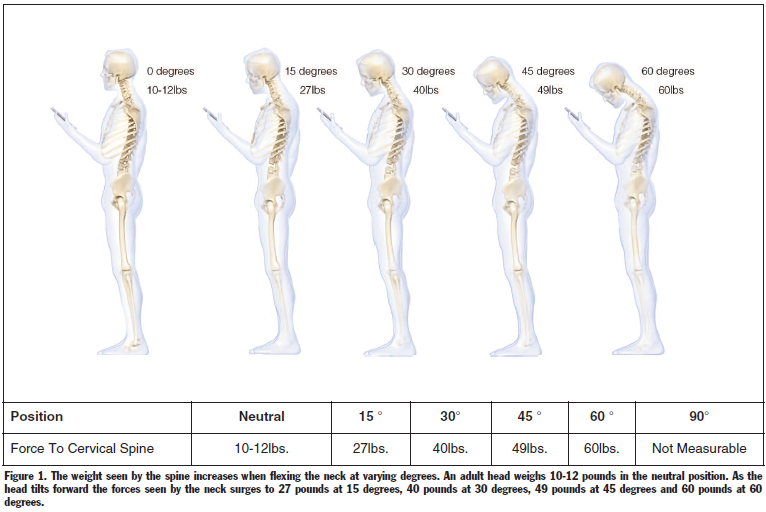 0 degrees
10-12lbs
15 degrees
27lbs
30 degrees
40lbs
45 degrees
49lbs
60 degrees
60lbs
Position Neutral 15 ° 30° 45 ° 60 ° 90°
Force To Cervical Spine 10-12lbs. 27lbs. 40lbs. 49lbs. 60lbs. Not Measurable
Figure 1. The weight seen by the spine increases when flexing the neck at varying degrees. An adult head weighs 10-12 pounds in the neutral position. As the
head tilts forward the forces seen by the neck surges to 27 pounds at 15 degrees, 40 pounds at 30 degrees, 49 pounds at 45 degrees and 60 pounds at 60
degrees.